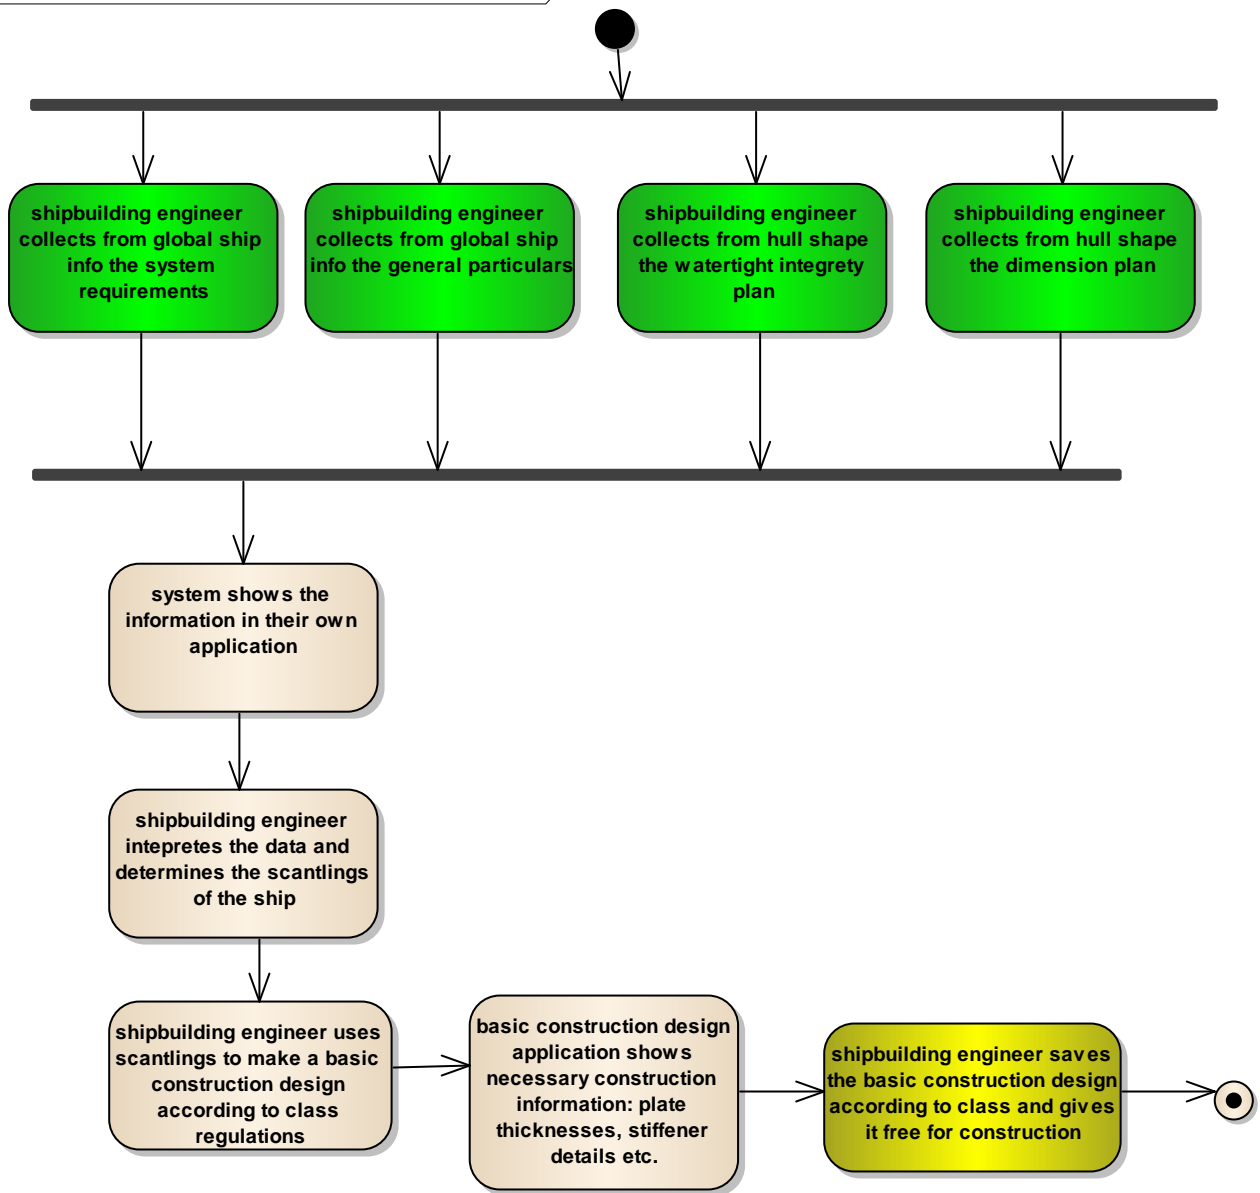 shipbuilding engineer
collects from global ship
info the system
requirements
shipbuilding engineer
collects from global ship
info the general particulars
shipbuilding engineer
collects from hull shape
the watertight integrety
plan
shipbuilding engineer
collects from hull shape
the dimension plan
system shows the
information in their own
application
shipbuilding engineer
intepretes the data and
determines the scantlings
of the ship
shipbuilding engineer uses
scantlings to make a basic
construction design
according to class
regulations
basic construction design
application shows
necessary construction
information: plate
thicknesses, stiffener
details etc.
shipbuilding engineer saves
the basic construction design
according to class and gives
it free for construction